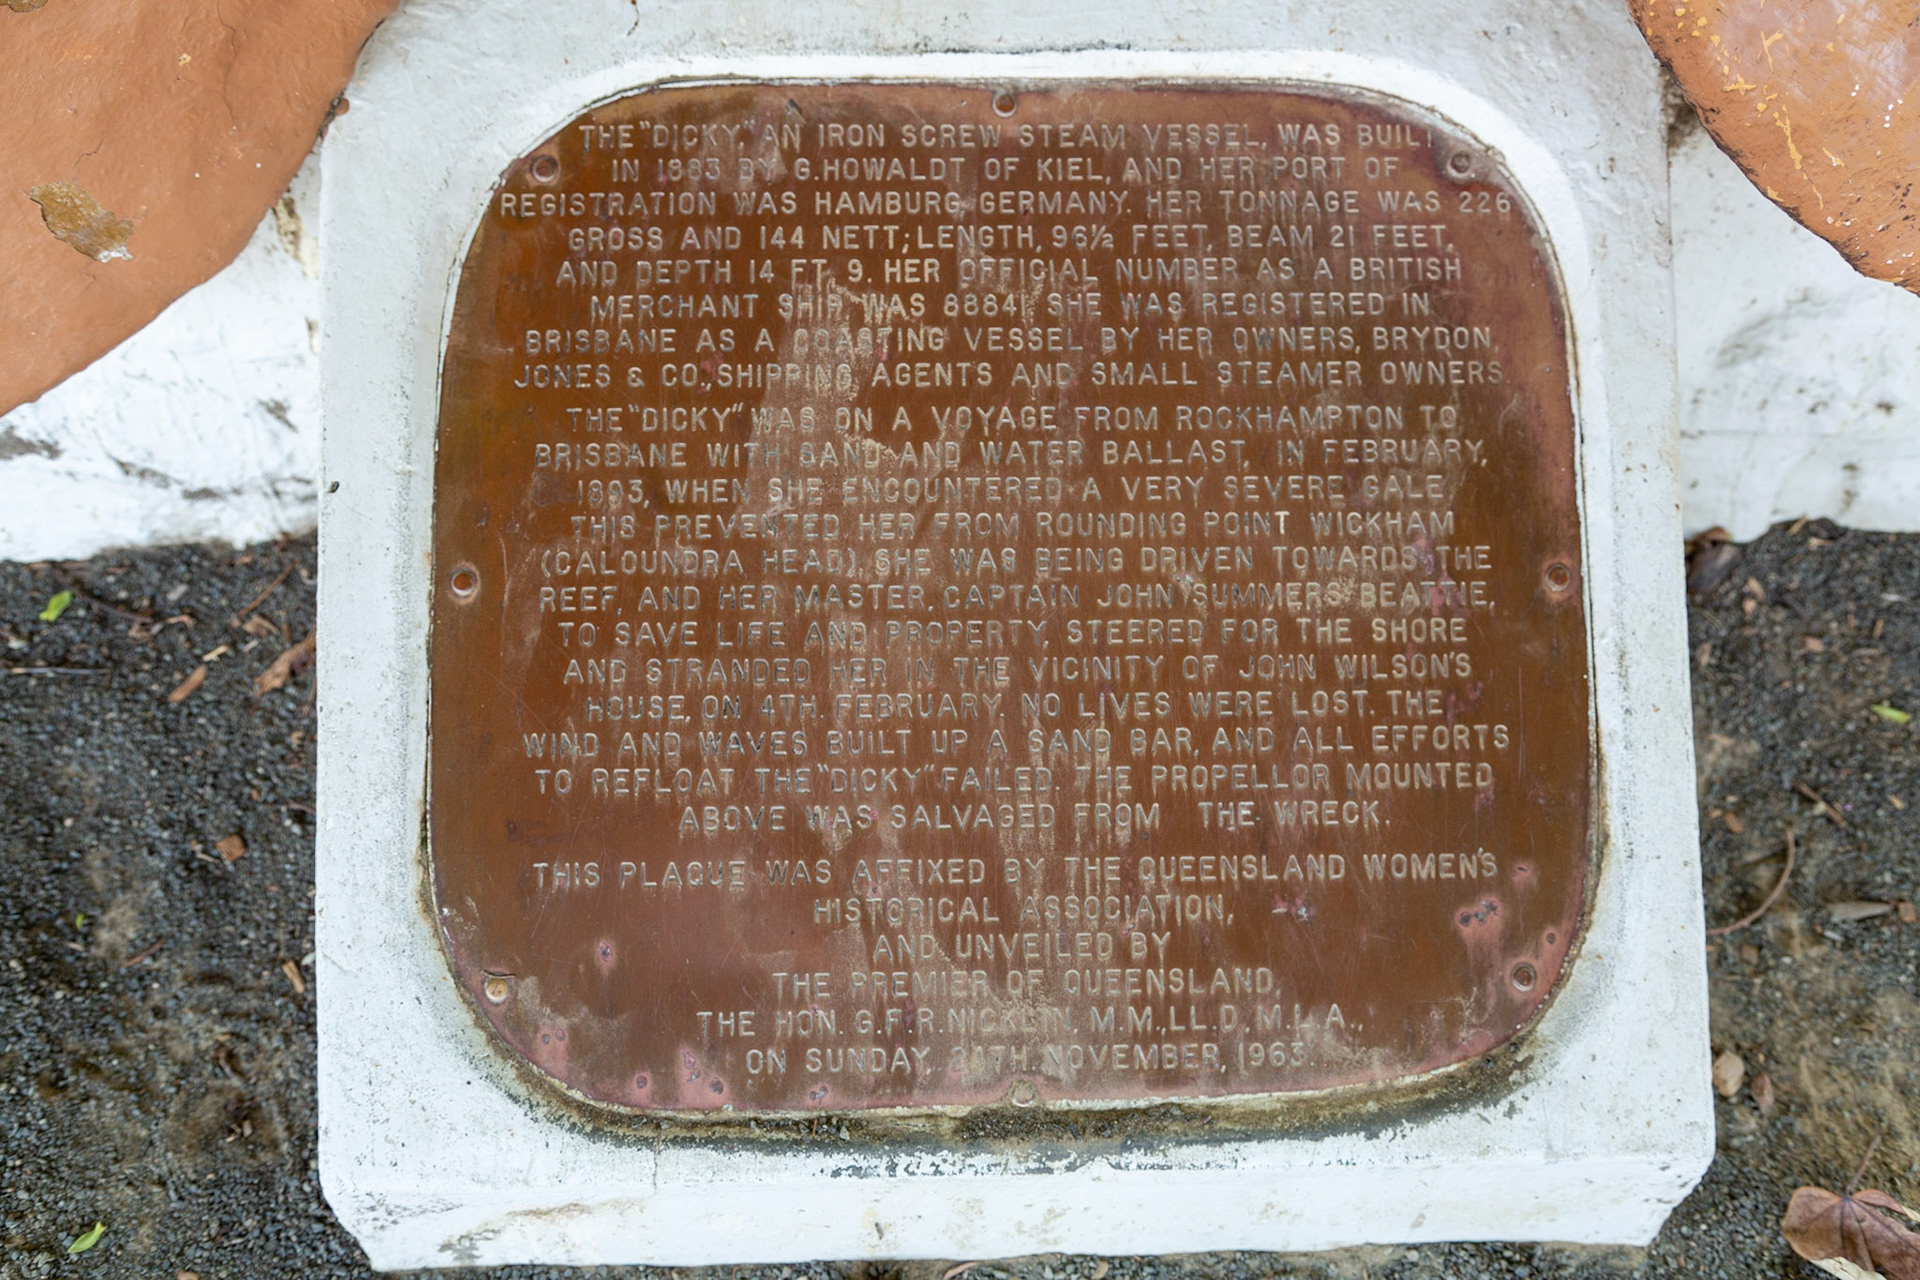 THE "DICKY," AN IRON SCREW STEAM VESSEL, WAS BUILT
IN 1883 BY G.HOWALDT OF KIEL, AND HER PORT OF
REGISTRATION WAS HAMBURG GERMANY. HER TONNAGE WAS 226
GROSS AND 144 NETT; LENGTH, 96½ FEET, BEAM 21 FEET,
AND DEPTH 14 FT. 9. HER OFFICIAL NUMBER AS A BRITISH
MERCHANT SHIP WAS 88841. SHE WAS REGISTERED IN
BRISBANE AS A COASTING VESSEL BY HER OWNERS, BRYDON,
JONES & CO., SHIPPING AGENTS AND SMALL STEAMER OWNERS.
THE "DICKY" WAS ON A VOYAGE FROM ROCKHAMPTON TO
BRISBANE WITH SAND AND WATER BALLAST, IN FEBRUARY,
1893, WHEN SHE ENCOUNTERED A VERY SEVERE GALE.
THIS PREVENTED HER FROM ROUNDING POINT WICKHAM
(CALOUNDRA HEAD). SHE WAS BEING DRIVEN TOWARDS THE
REEF, AND HER MASTER, CAPTAIN JOHN SUMMERS BEATTIE,
TO SAVE LIFE AND PROPERTY, STEERED FOR THE SHORE
AND STRANDED HER IN THE VICINITY OF JOHN WILSON'S
HOUSE, ON 4TH. FEBRUARY. NO LIVES WERE LOST. THE
WIND AND WAVES BUILT UP A SAND BAR, AND ALL EFFORTS
TO REFLOAT THE "DICKY" FAILED. THE PROPELLOR MOUNTED
ABOVE WAS SALVAGED FROM THE WRECK.
THIS PLAQUE WAS AFFIXED BY THE QUEENSLAND WOMEN'S
HISTORICAL ASSOCIATION,
AND UNVEILED BY
THE PREMIER OF QUEENSLAND,
THE HON. G.F.R.NICKLIN, M.M., LL.D, M.L.A.,
ON SUNDAY, 24TH. NOVEMBER, 1963.